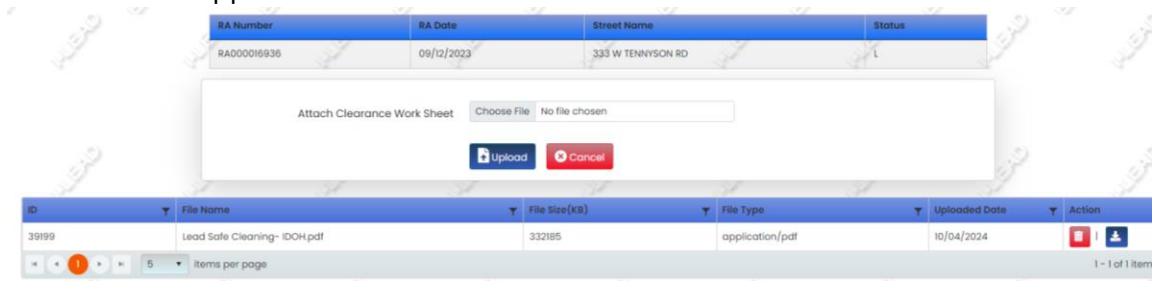 RA Number RA Date Street Name Status
RA000016936 09/12/2023 333 W TENNYSON RD L
Attach Clearance Work Sheet Choose File No file chosen
Upload Cancel
ID File Name File Size(KB) File Type Uploaded Date Action
39199 Lead Safe Cleaning- IDOH.pdf 332185 application/pdf 10/04/2024 |
1 5 items per page 1 - 1 of 1 item